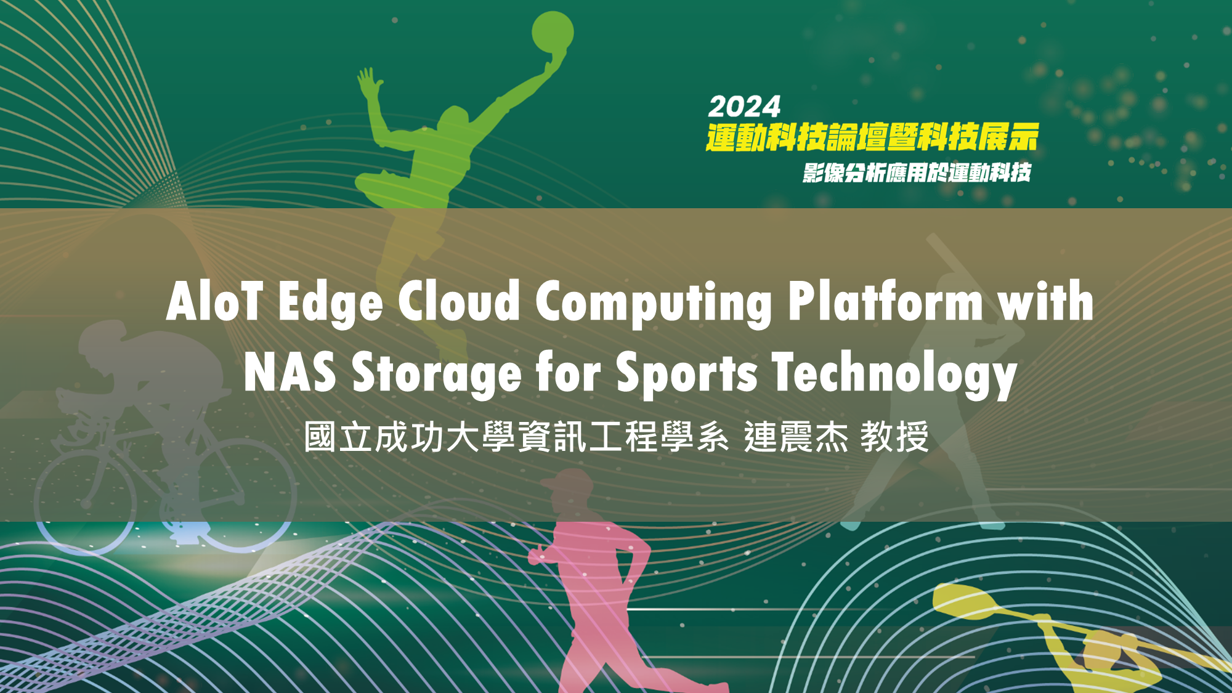 2024
運動科技論壇暨科技展示
影像分析應用於運動科技
AIoT Edge Cloud Computing Platform with
NAS Storage for Sports Technology
國立成功大學資訊工程學系 連震杰 教授